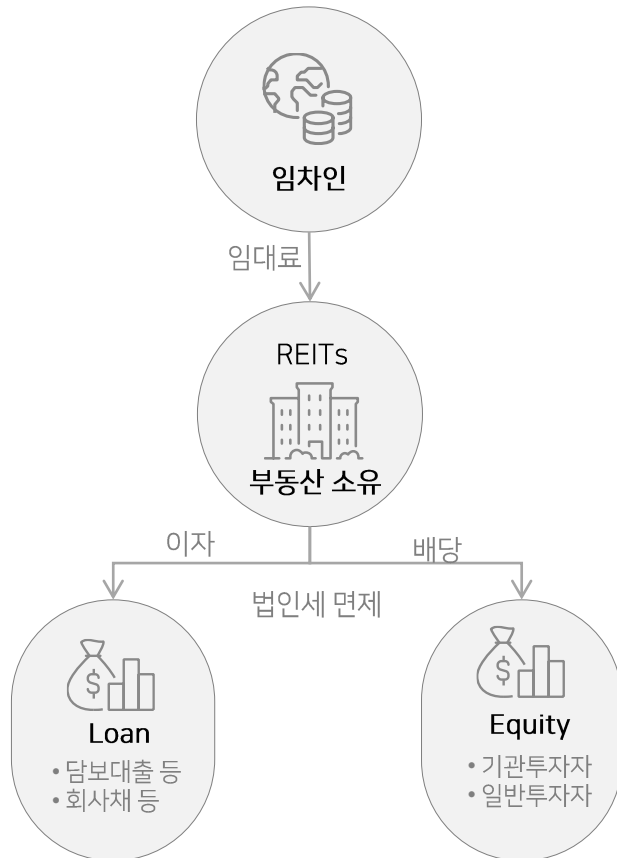 임차인
임대료
REITs
부동산 소유
이자
배당
법인세 면제
$
Loan
• 담보대출 등
• 회사채 등
$
Equity
• 기관투자자
• 일반투자자